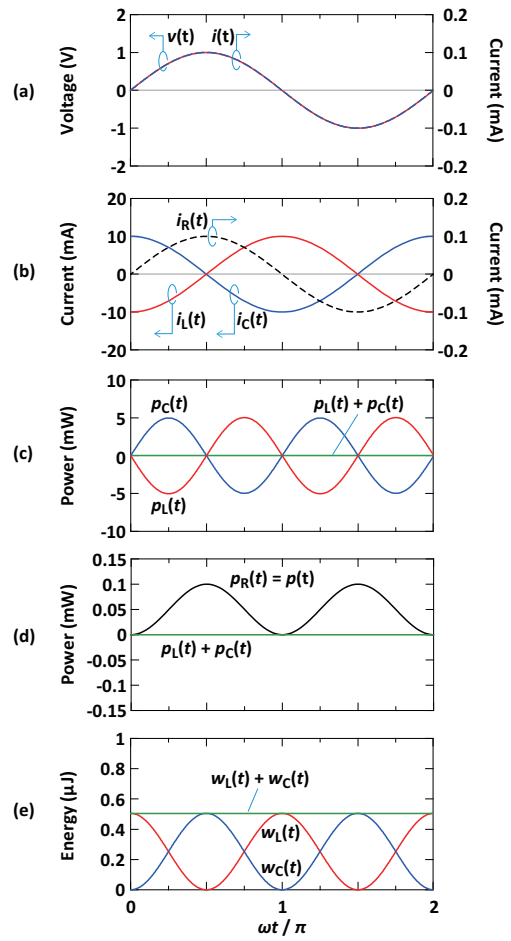 (a)
Voltage (V)
2
1
0
-1
-2
v(t)
i(t)
0.2
0.1
0
-0.1
0.2
Current (mA)
(b)
Current (mA)
20
10
0
-10
20
iR(t)
iL(t)
iC(t)
0.2
0.1
0
-0.1
0.2
Current (mA)
(c)
Power (mW)
10
5
0
-5
-10
pC(t)
pL(t) + pC(t)
pL(t)
(d)
Power (mW)
0.15
0.1
0.05
0
-0.05
-0.1
-0.15
pR(t) = p(t)
pL(t) + pC(t)
(e)
Energy (µJ)
1
0.8
0.6
0.4
0.2
0
wL(t) + wC(t)
wL(t)
wC(t)
0
1
2
ωt / π